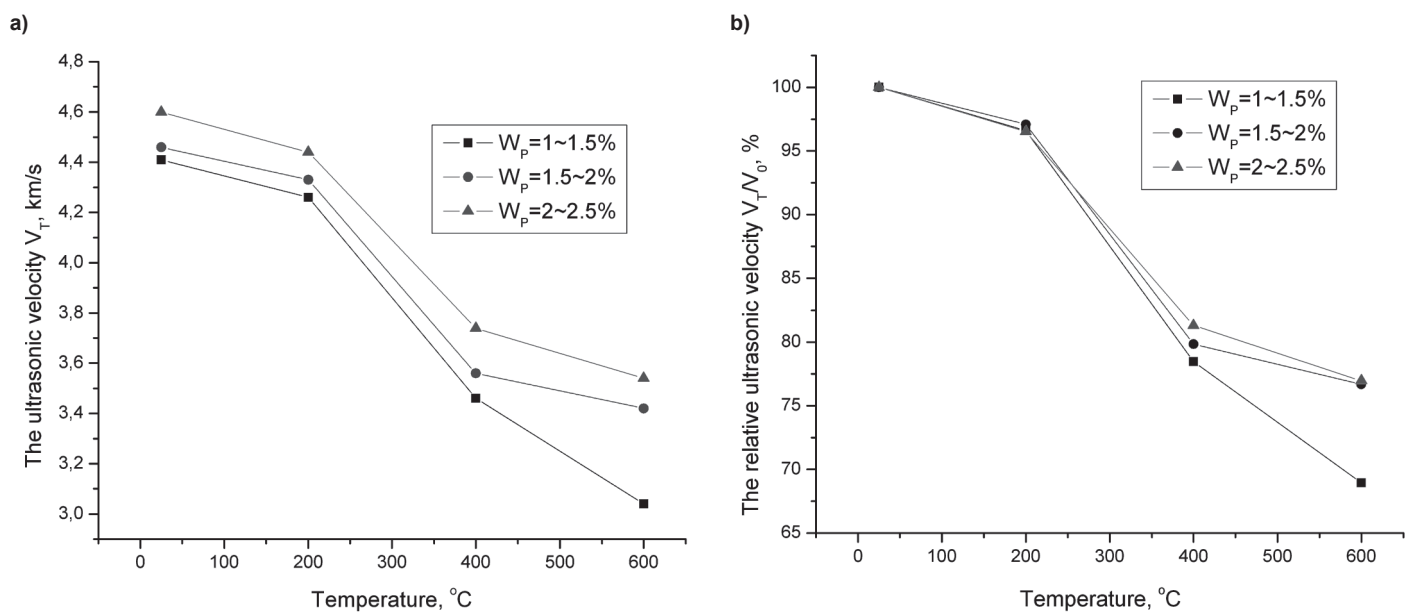 a)
The ultrasonic velocity V_T, km/s
4,8
4,6
4,4
4,2
4,0
3,8
3,6
3,4
3,2
3,0
0 100 200 300 400 500 600
Temperature, °C
W_P=1~1.5%
W_P=1.5~2%
W_P=2~2.5%
b)
The relative ultrasonic velocity V_T/V_0, %
100
95
90
85
80
75
70
65
0 100 200 300 400 500 600
Temperature, °C
W_P=1~1.5%
W_P=1.5~2%
W_P=2~2.5%